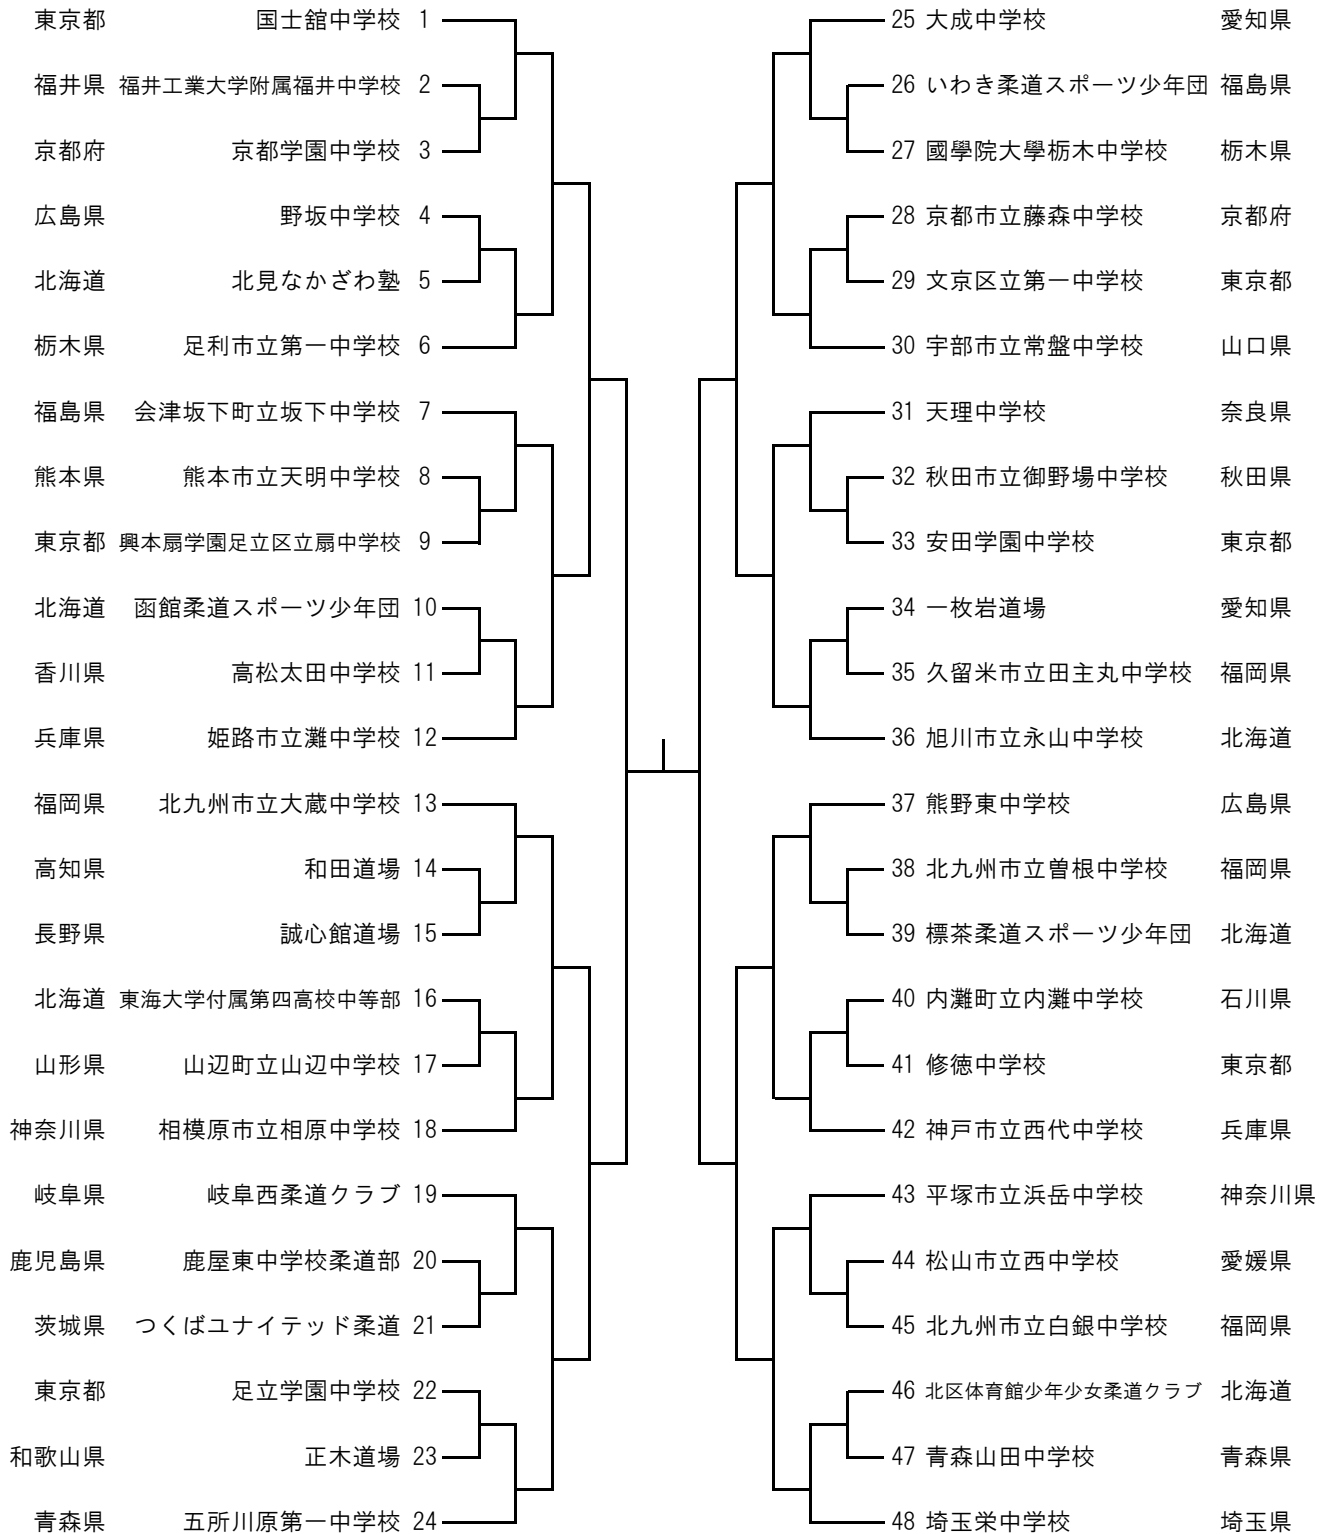 東京都 国士舘中学校 1
福井県 福井工業大学附属福井中学校 2
京都府 京都学園中学校 3
広島県 野坂中学校 4
北海道 北見なかざわ塾 5
栃木県 足利市立第一中学校 6
福島県 会津坂下町立坂下中学校 7
熊本県 熊本市立天明中学校 8
東京都 興本扇学園足立区立扇中学校 9
北海道 函館柔道スポーツ少年団 10
香川県 高松太田中学校 11
兵庫県 姫路市立灘中学校 12
福岡県 北九州市立大蔵中学校 13
高知県 和田道場 14
長野県 誠心館道場 15
北海道 東海大学付属第四高校中等部 16
山形県 山辺町立山辺中学校 17
神奈川県 相模原市立相原中学校 18
岐阜県 岐阜西柔道クラブ 19
鹿児島県 鹿屋東中学校柔道部 20
茨城県 つくばユナイテッド柔道 21
東京都 足立学園中学校 22
和歌山県 正木道場 23
青森県 五所川原第一中学校 24
25 大成中学校 愛知県
26 いわき柔道スポーツ少年団 福島県
27 國學院大學栃木中学校 栃木県
28 京都市立藤森中学校 京都府
29 文京区立第一中学校 東京都
30 宇部市立常盤中学校 山口県
31 天理中学校 奈良県
32 秋田市立御野場中学校 秋田県
33 安田学園中学校 東京都
34 一枚岩道場 愛知県
35 久留米市立田主丸中学校 福岡県
36 旭川市立永山中学校 北海道
37 熊野東中学校 広島県
38 北九州市立曽根中学校 福岡県
39 標茶柔道スポーツ少年団 北海道
40 内灘町立内灘中学校 石川県
41 修徳中学校 東京都
42 神戸市立西代中学校 兵庫県
43 平塚市立浜岳中学校 神奈川県
44 松山市立西中学校 愛媛県
45 北九州市立白銀中学校 福岡県
46 北区体育館少年少女柔道クラブ 北海道
47 青森山田中学校 青森県
48 埼玉栄中学校 埼玉県